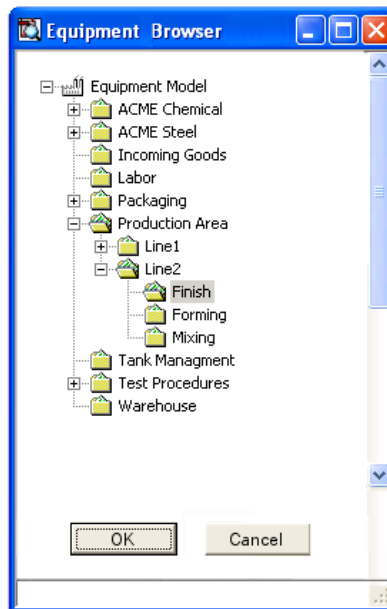 Equipment Browser
Equipment Model
ACME Chemical
ACME Steel
Incoming Goods
Labor
Packaging
Production Area
Line1
Line2
Finish
Forming
Mixing
Tank Managment
Test Procedures
Warehouse
OK Cancel